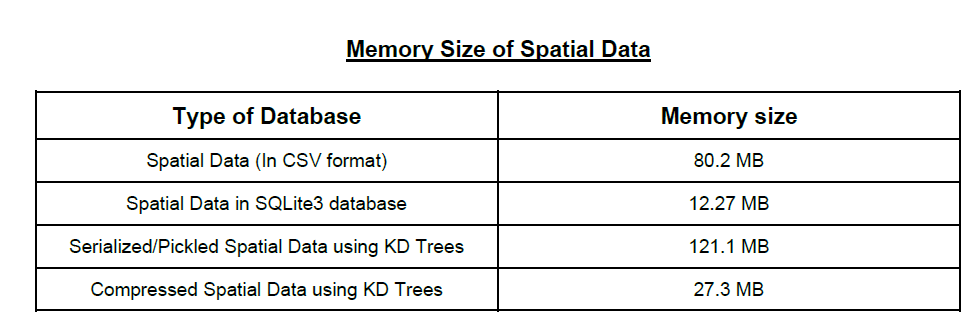 Memory Size of Spatial Data
Type of Database Memory size
Spatial Data (In CSV format) 80.2 MB
Spatial Data in SQLite3 database 12.27 MB
Serialized/Pickled Spatial Data using KD Trees 121.1 MB
Compressed Spatial Data using KD Trees 27.3 MB